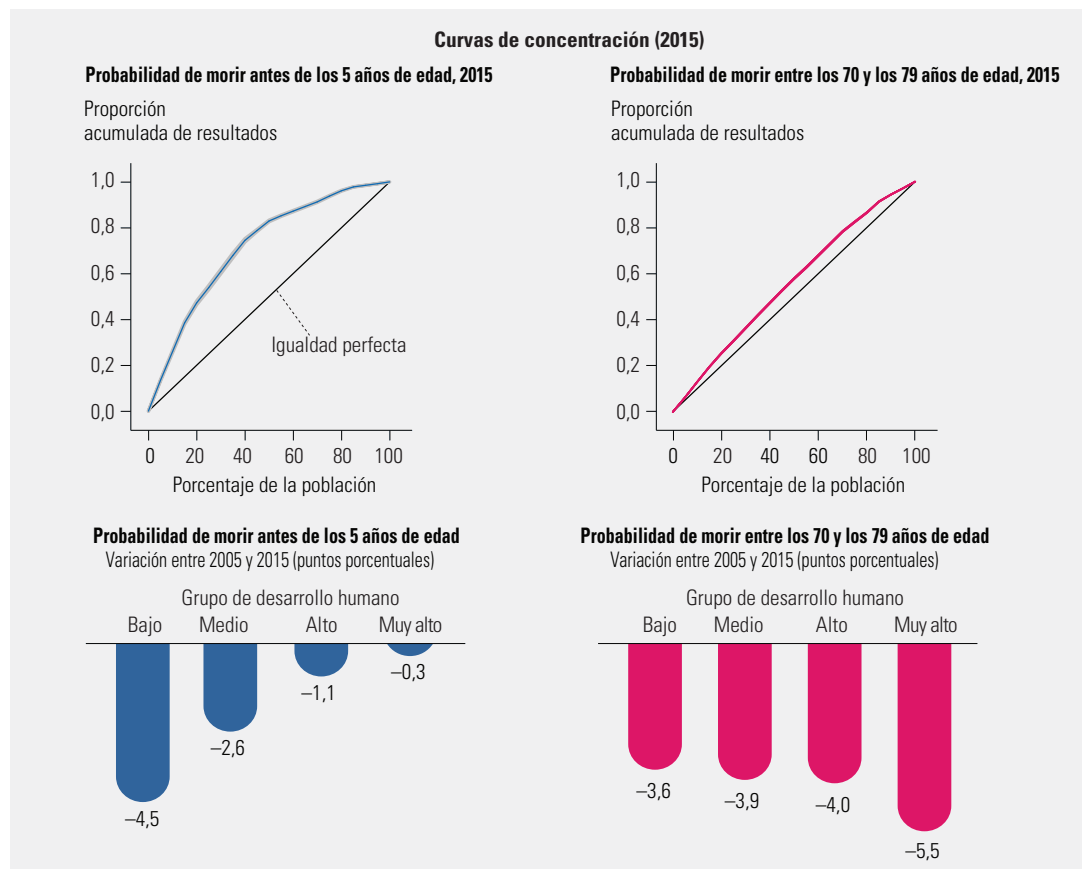 Curvas de concentración (2015)
Probabilidad de morir antes de los 5 años de edad, 2015
Proporción
acumulada de resultados
1,0
0,8
0,6
0,4
0,2
0,0
Igualdad perfecta
0 20 40 60 80 100
Porcentaje de la población
Probabilidad de morir entre los 70 y los 79 años de edad, 2015
Proporción
acumulada de resultados
1,0
0,8
0,6
0,4
0,2
0,0
0 20 40 60 80 100
Porcentaje de la población
Probabilidad de morir antes de los 5 años de edad
Variación entre 2005 y 2015 (puntos porcentuales)
Grupo de desarrollo humano
Bajo Medio Alto Muy alto
–4,5
–2,6
–1,1
–0,3
Probabilidad de morir entre los 70 y los 79 años de edad
Variación entre 2005 y 2015 (puntos porcentuales)
Grupo de desarrollo humano
Bajo Medio Alto Muy alto
–3,6
–3,9
–4,0
–5,5